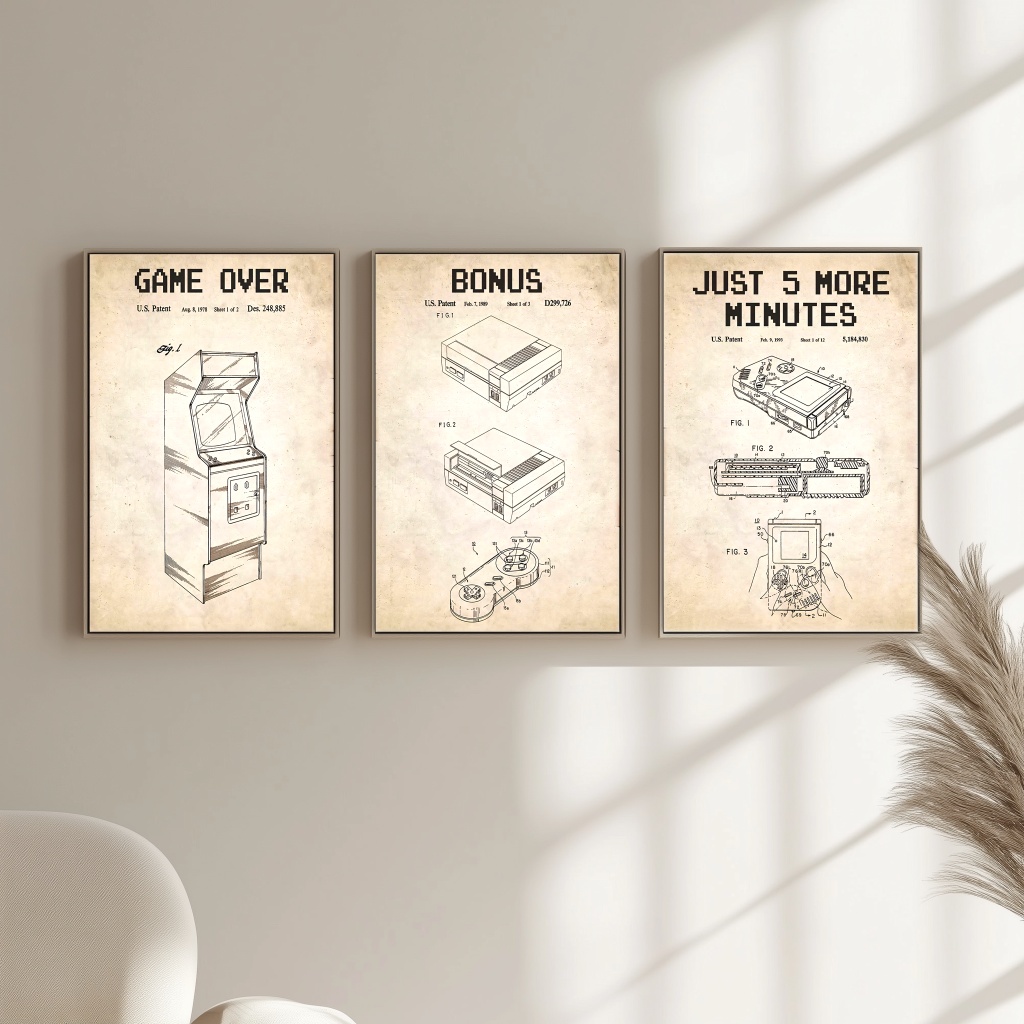 GAME OVER
U.S. Patent Aug. 8, 1978 Sheet 1 of 2 Des. 248,885
Fig. 1
BONUS
U.S. Patent Feb. 7, 1989 Sheet 1 of 3 D299,726
FIG.1
FIG.2
JUST 5 MORE
MINUTES
U.S. Patent Feb. 9, 1993 Sheet 1 of 12 5,184,830
FIG. 1
FIG. 2
FIG. 3